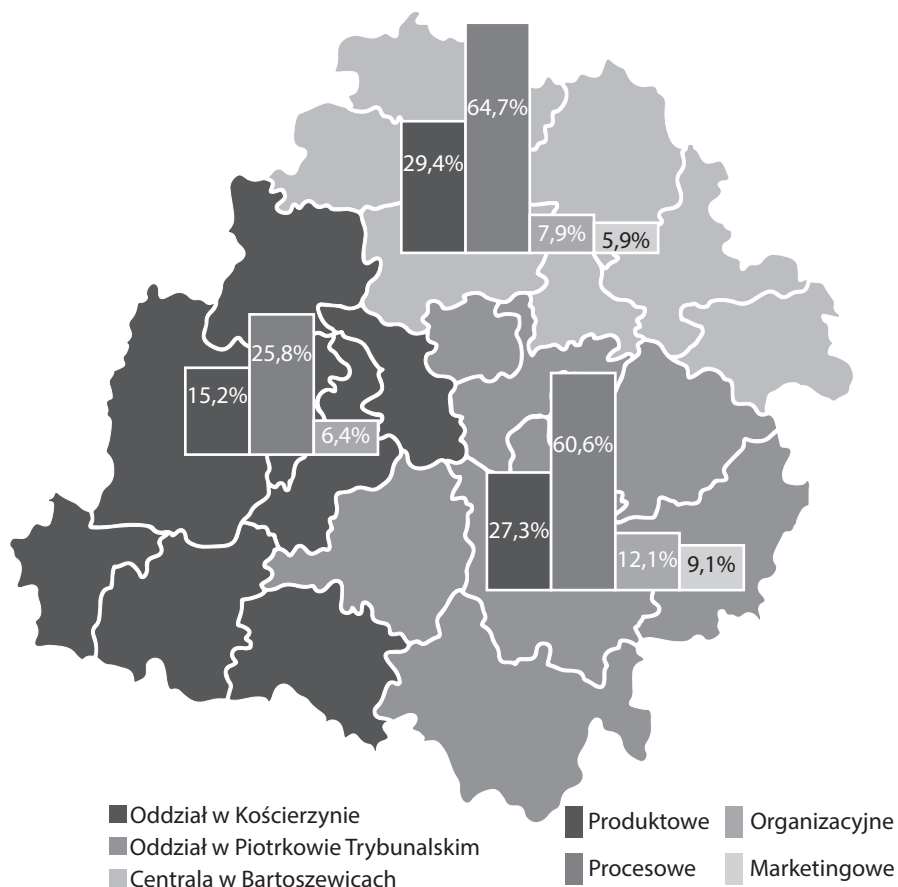 64,7%
29,4%
7,9%
5,9%
25,8%
15,2%
6,4%
60,6%
27,3%
12,1%
9,1%
Oddział w Kościerzynie
Oddział w Piotrkowie Trybunalskim
Centrala w Bartoszewicach
Produktowe
Organizacyjne
Procesowe
Marketingowe